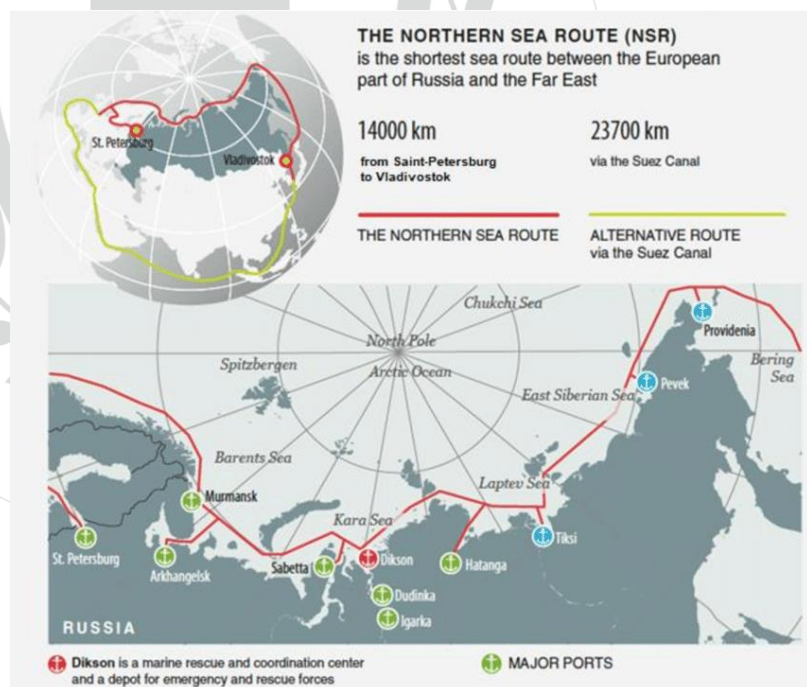 THE NORTHERN SEA ROUTE (NSR)
is the shortest sea route between the European
part of Russia and the Far East
14000 km
from Saint-Petersburg
to Vladivostok
23700 km
via the Suez Canal
THE NORTHERN SEA ROUTE
ALTERNATIVE ROUTE
via the Suez Canal
St. Petersburg
Vladivostok
Chukchi Sea
North Pole
Arctic Ocean
Spitzbergen
Providenia
Bering
Sea
East Siberian Sea
Pevek
Barents Sea
Laptev Sea
Murmansk
Kara Sea
St. Petersburg
Arkhangelsk
Sabetta
Dikson
Hatanga
Tiksi
Dudinka
Igarka
RUSSIA
Dikson is a marine rescue and coordination center
and a depot for emergency and rescue forces
MAJOR PORTS